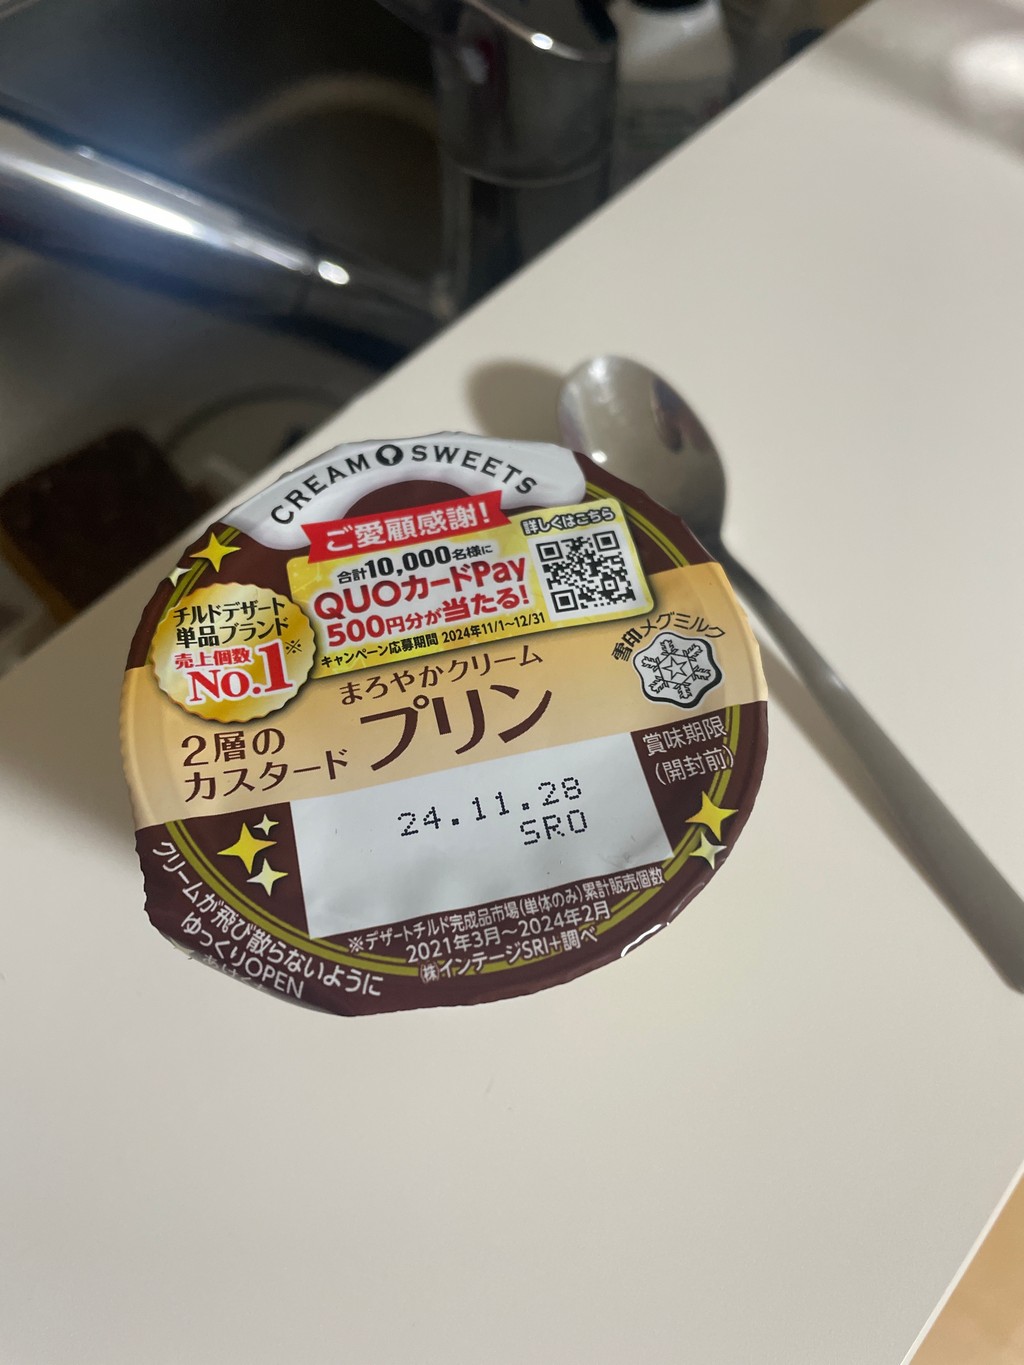 CREAM SWEETS
ご愛顧感謝!
詳しくはこちら
合計10,000名様に
QUOカードPay
500円分が当たる!
キャンペーン応募期間 2024年11/1~12/31
チルドデザート
単品ブランド
売上個数
No.1※
雪印メグミルク
まろやかクリーム
2層の
カスタード
プリン
賞味期限
(開封前)
24.11.28
SRO
※デザートチルド完成品市場(単体のみ)累計販売個数
2021年3月~2024年2月
㈱インテージSRI+調べ
クリームが飛び散らないように
ゆっくりOPEN